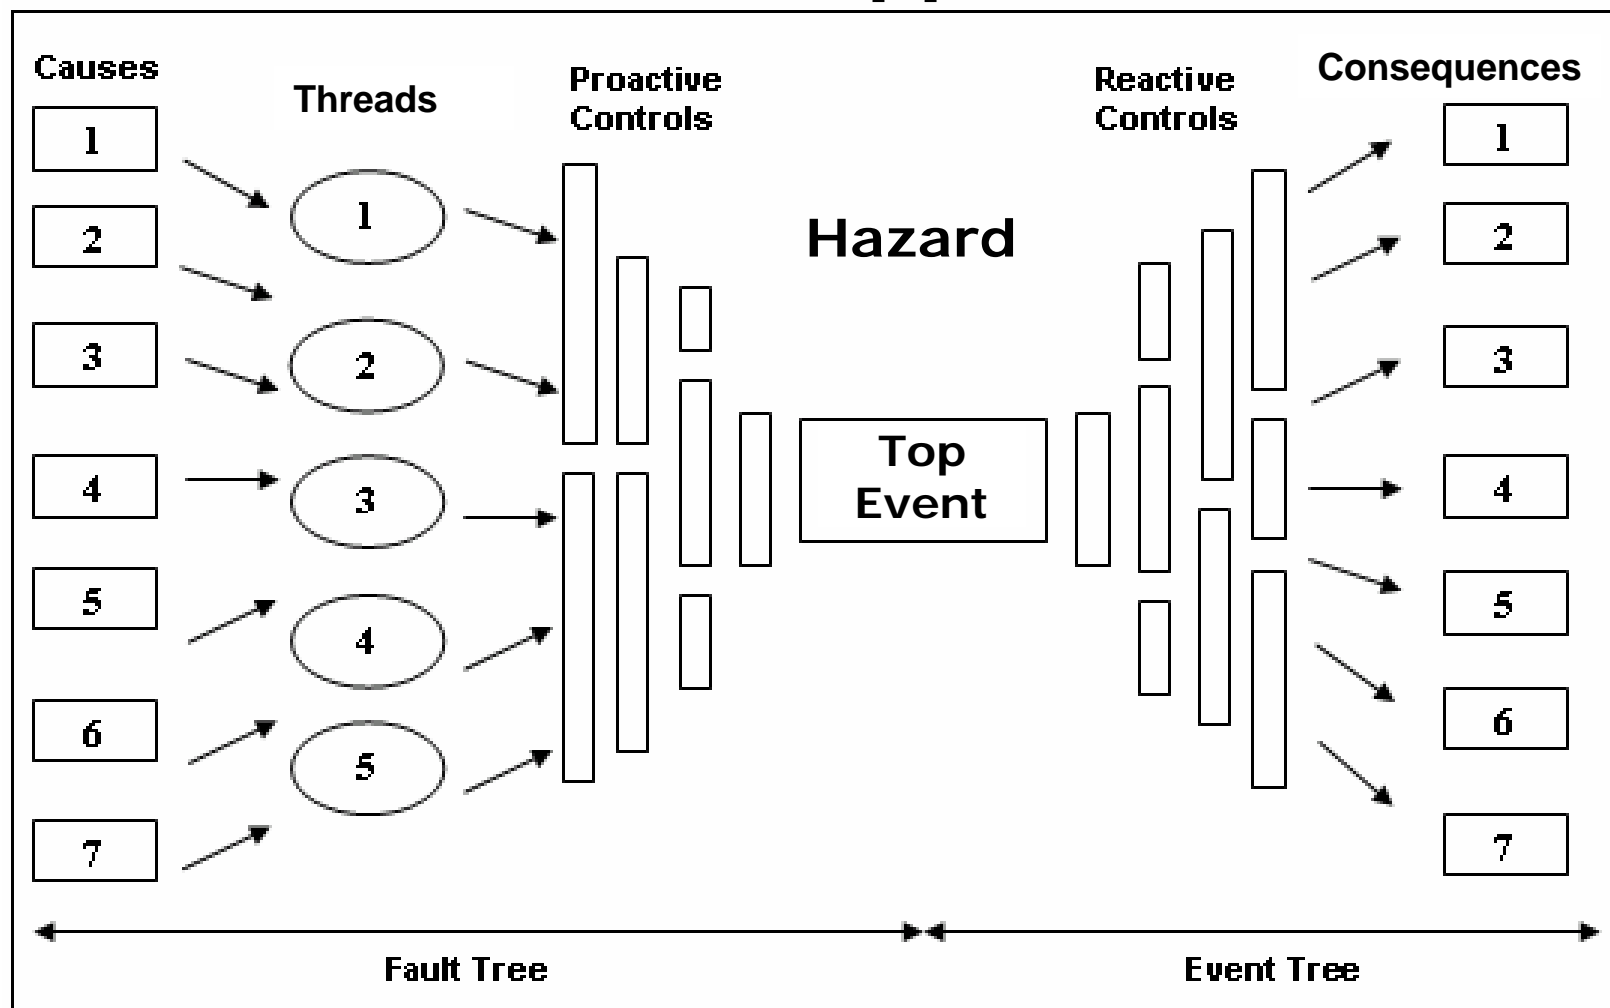 Causes
Threads
Proactive
Controls
Hazard
Reactive
Controls
Consequences
1
2
3
4
5
6
7
1
2
3
4
5
Top
Event
1
2
3
4
5
6
7
Fault Tree
Event Tree